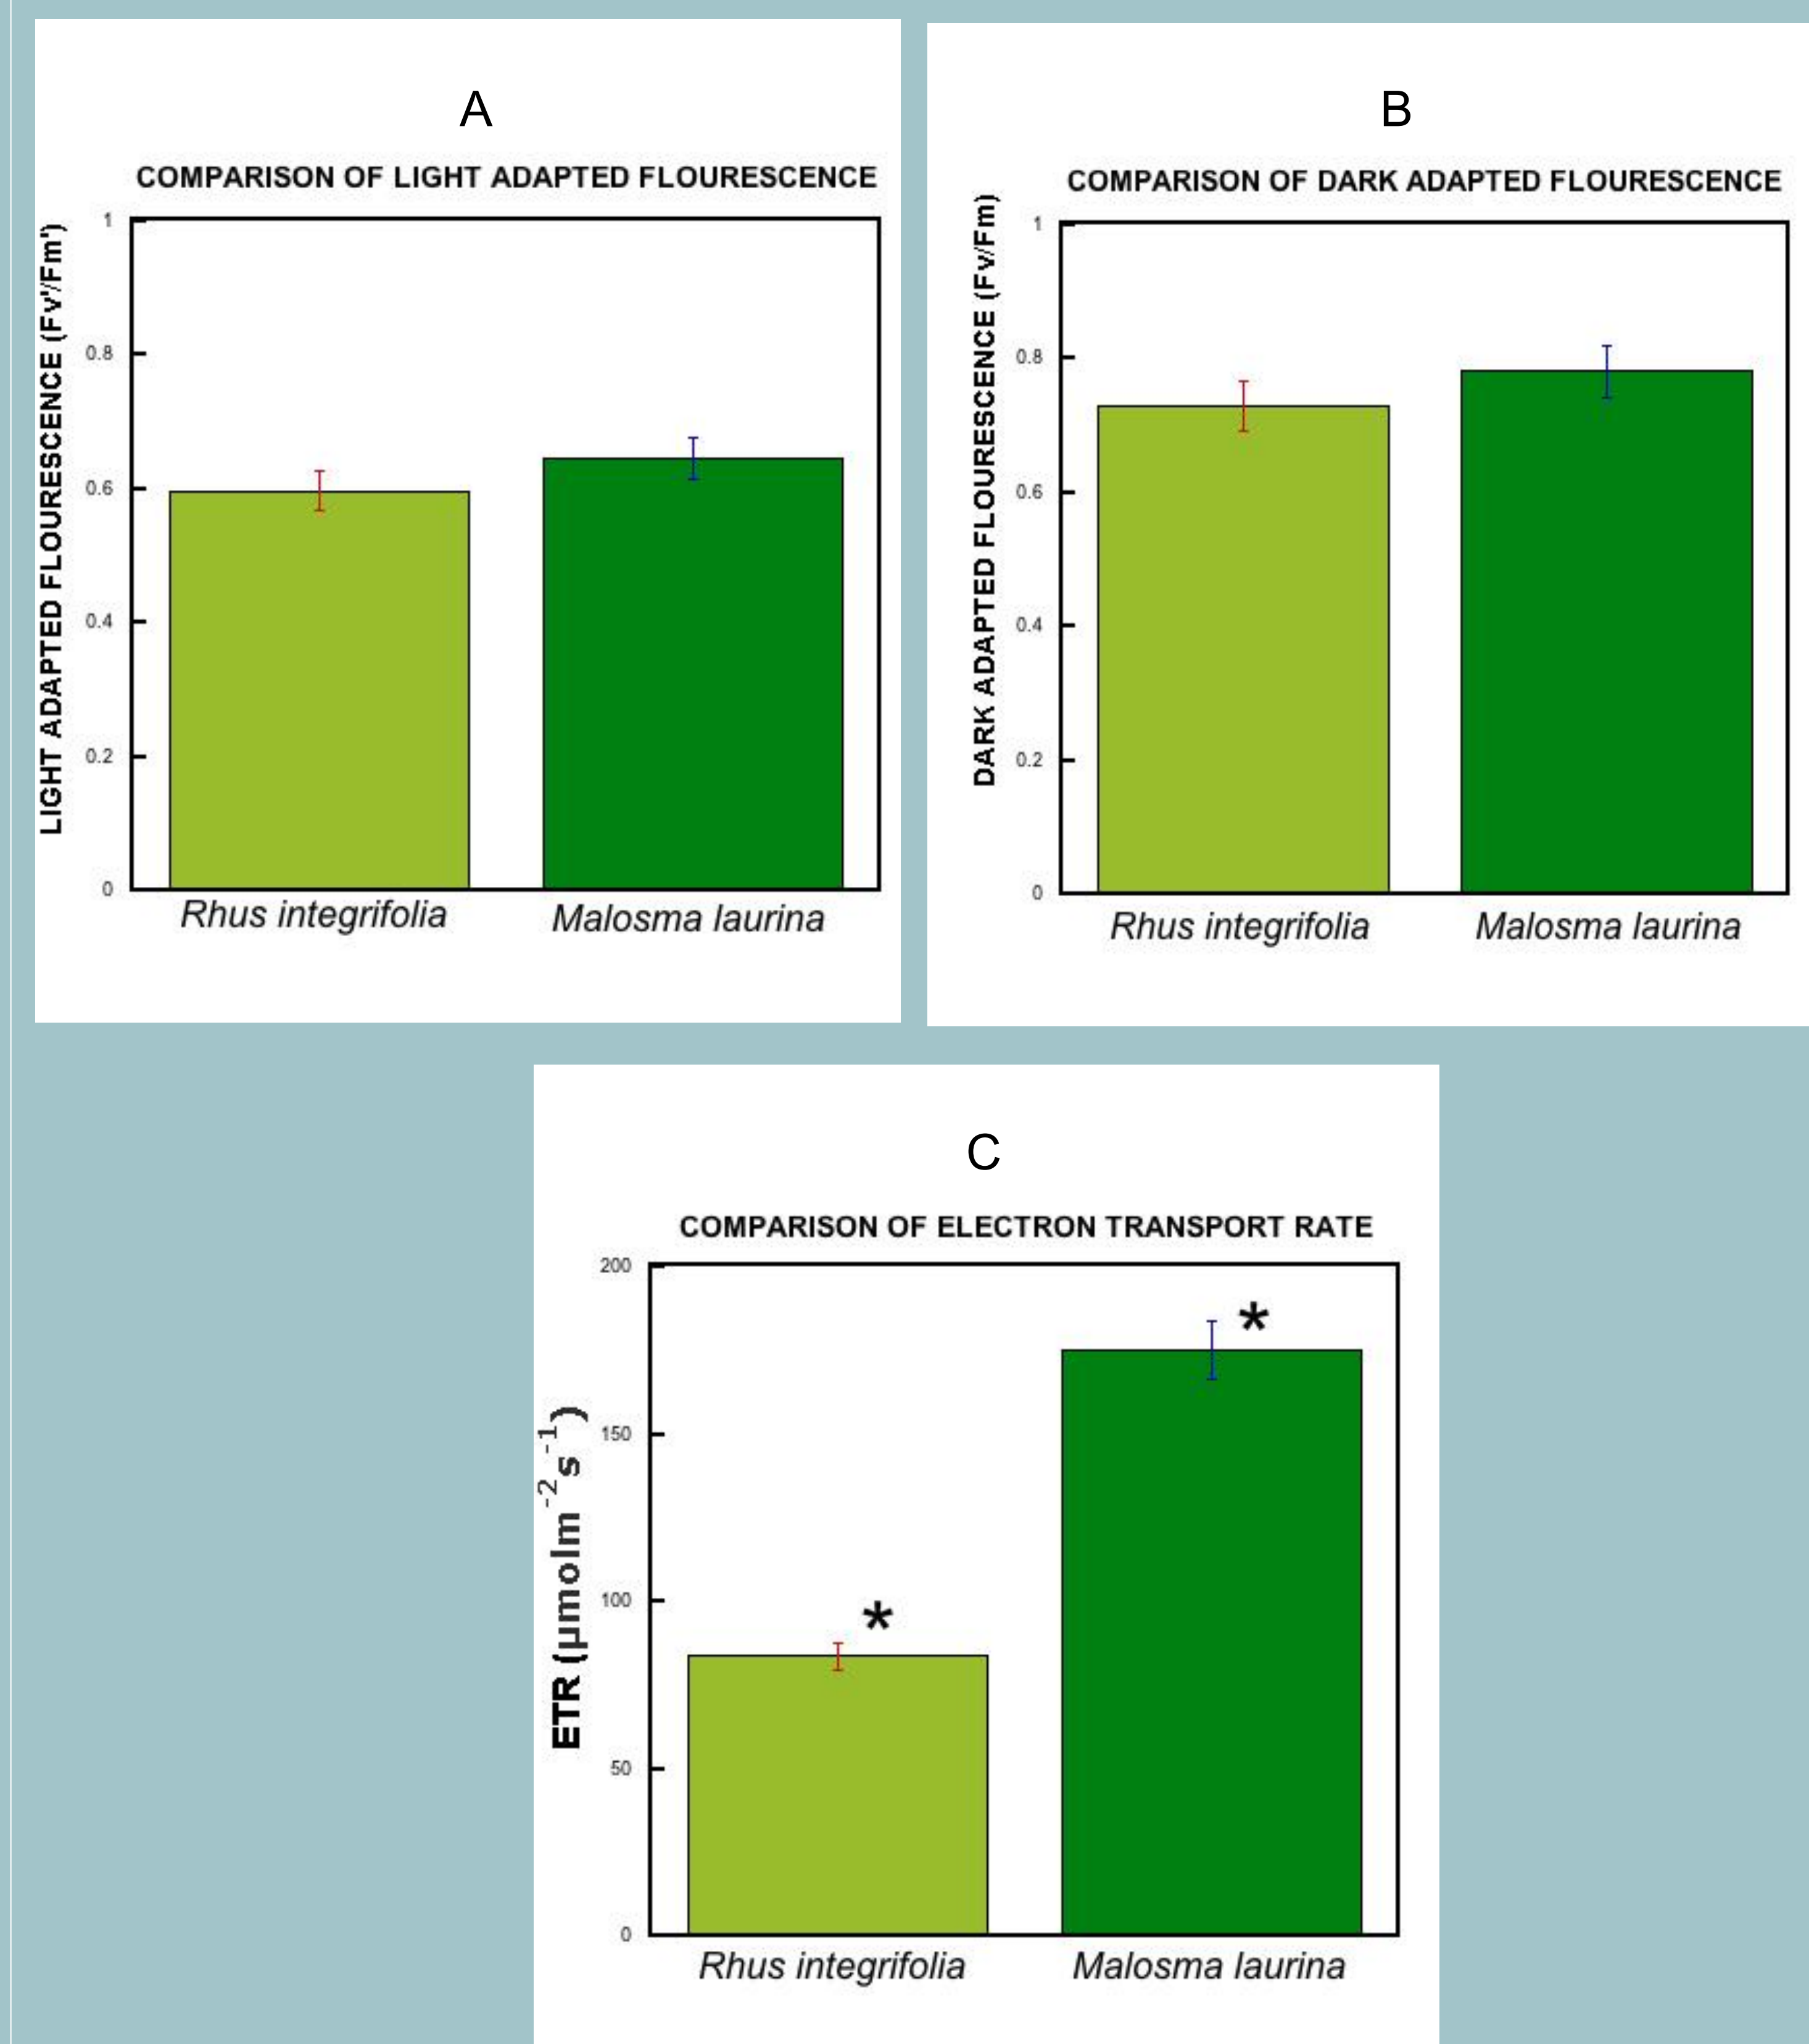 A
COMPARISON OF LIGHT ADAPTED FLOURESCENCE
LIGHT ADAPTED FLOURESCENCE (Fv'/Fm')
1
0.8
0.6
0.4
0.2
0
Rhus integrifolia
Malosma laurina
B
COMPARISON OF DARK ADAPTED FLOURESCENCE
DARK ADAPTED FLOURESCENCE (Fv/Fm)
1
0.8
0.6
0.4
0.2
0
Rhus integrifolia
Malosma laurina
C
COMPARISON OF ELECTRON TRANSPORT RATE
ETR (µmolm⁻²s⁻¹)
200
150
100
50
0
*
*
Rhus integrifolia
Malosma laurina